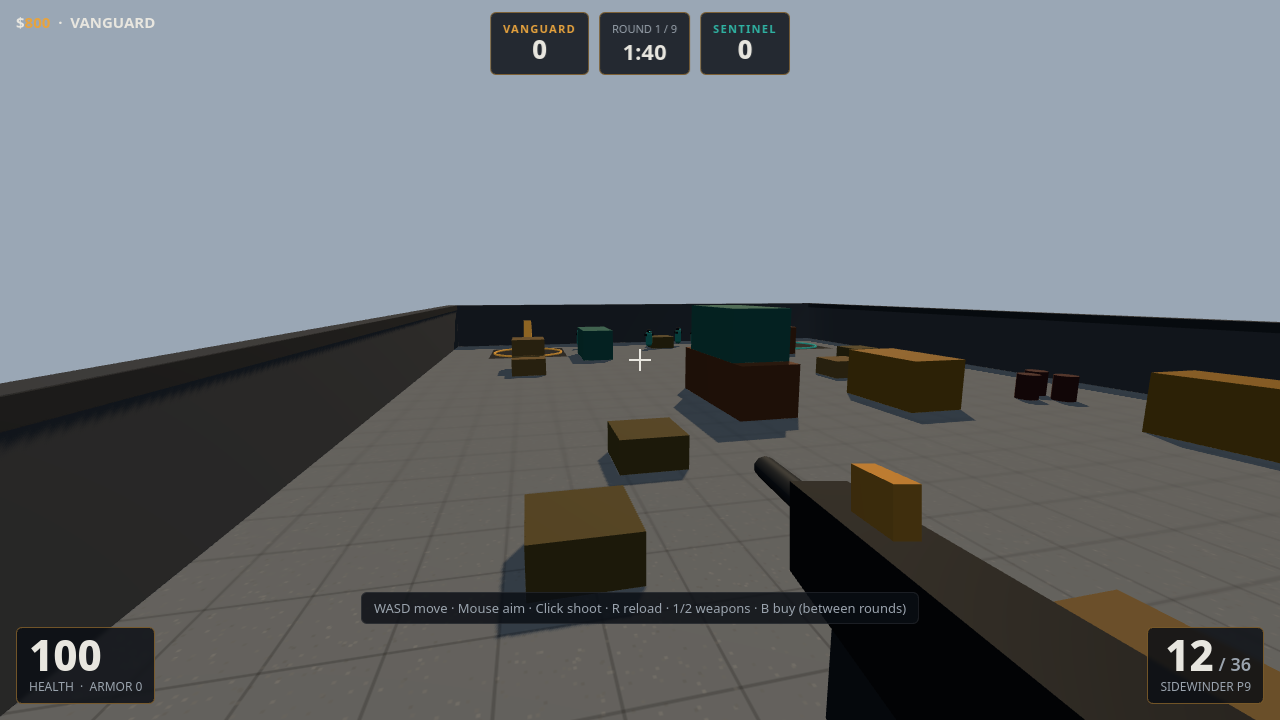 $800 · VANGUARD
VANGUARD
0
ROUND 1 / 9
1:40
SENTINEL
0
WASD move · Mouse aim · Click shoot · R reload · 1/2 weapons · B buy (between rounds)
100
HEALTH · ARMOR 0
12 / 36
SIDEWINDER P9